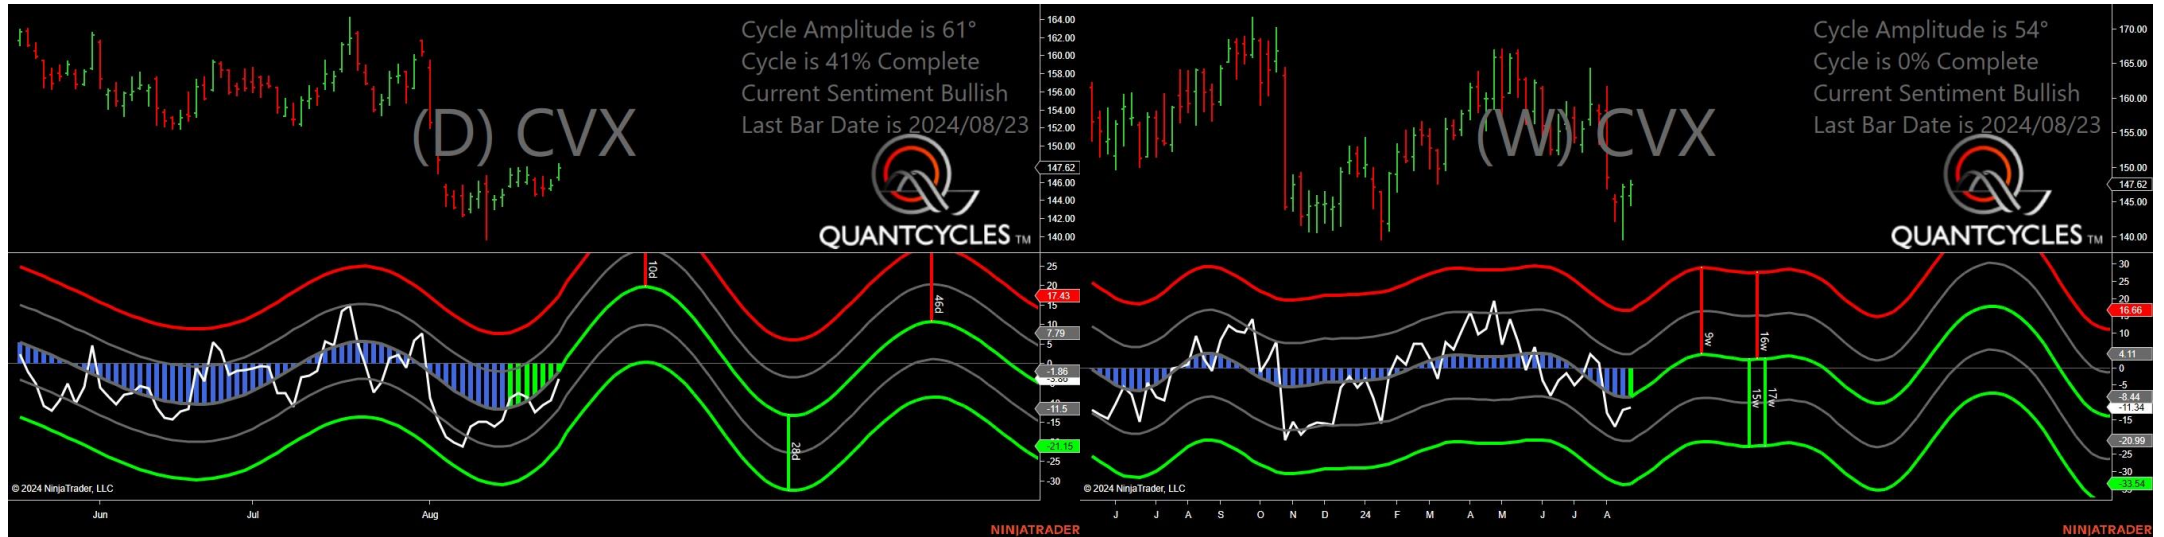 Cycle Amplitude is 61°
Cycle is 41% Complete
Current Sentiment Bullish
Last Bar Date is 2024/08/23
(D) CVX
QUANTCYCLES TM
164.00
162.00
160.00
158.00
156.00
154.00
152.00
150.00
147.62
146.00
144.00
142.00
140.00
10d
46d
28d
25
20
17.43
15
10
7.79
5
0
-1.86
-11.5
-21.15
-25
-30
© 2024 NinjaTrader, LLC
Jun Jul Aug
NINJATRADER
Cycle Amplitude is 54°
Cycle is 0% Complete
Current Sentiment Bullish
Last Bar Date is 2024/08/23
(W) CVX
QUANTCYCLES TM
170.00
165.00
160.00
155.00
150.00
147.62
145.00
140.00
9w
16w
15w
17w
30
25
20
16.66
10
4.11
0
-5
-8.44
-11.34
-15
-20.99
-25
-30
-33.54
© 2024 NinjaTrader, LLC
J J A S O N D 24 F M A M J J A
NINJATRADER